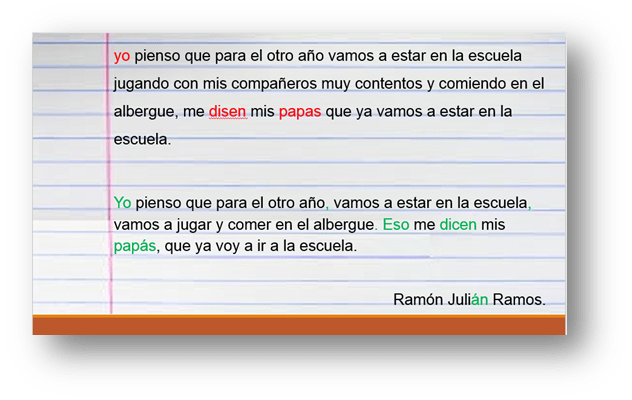 yo pienso que para el otro año vamos a estar en la escuela
jugando con mis compañeros muy contentos y comiendo en el
albergue, me disen mis papas que ya vamos a estar en la
escuela.
Yo pienso que para el otro año, vamos a estar en la escuela,
vamos a jugar y comer en el albergue. Eso me dicen mis
papás, que ya voy a ir a la escuela.
Ramón Julián Ramos.